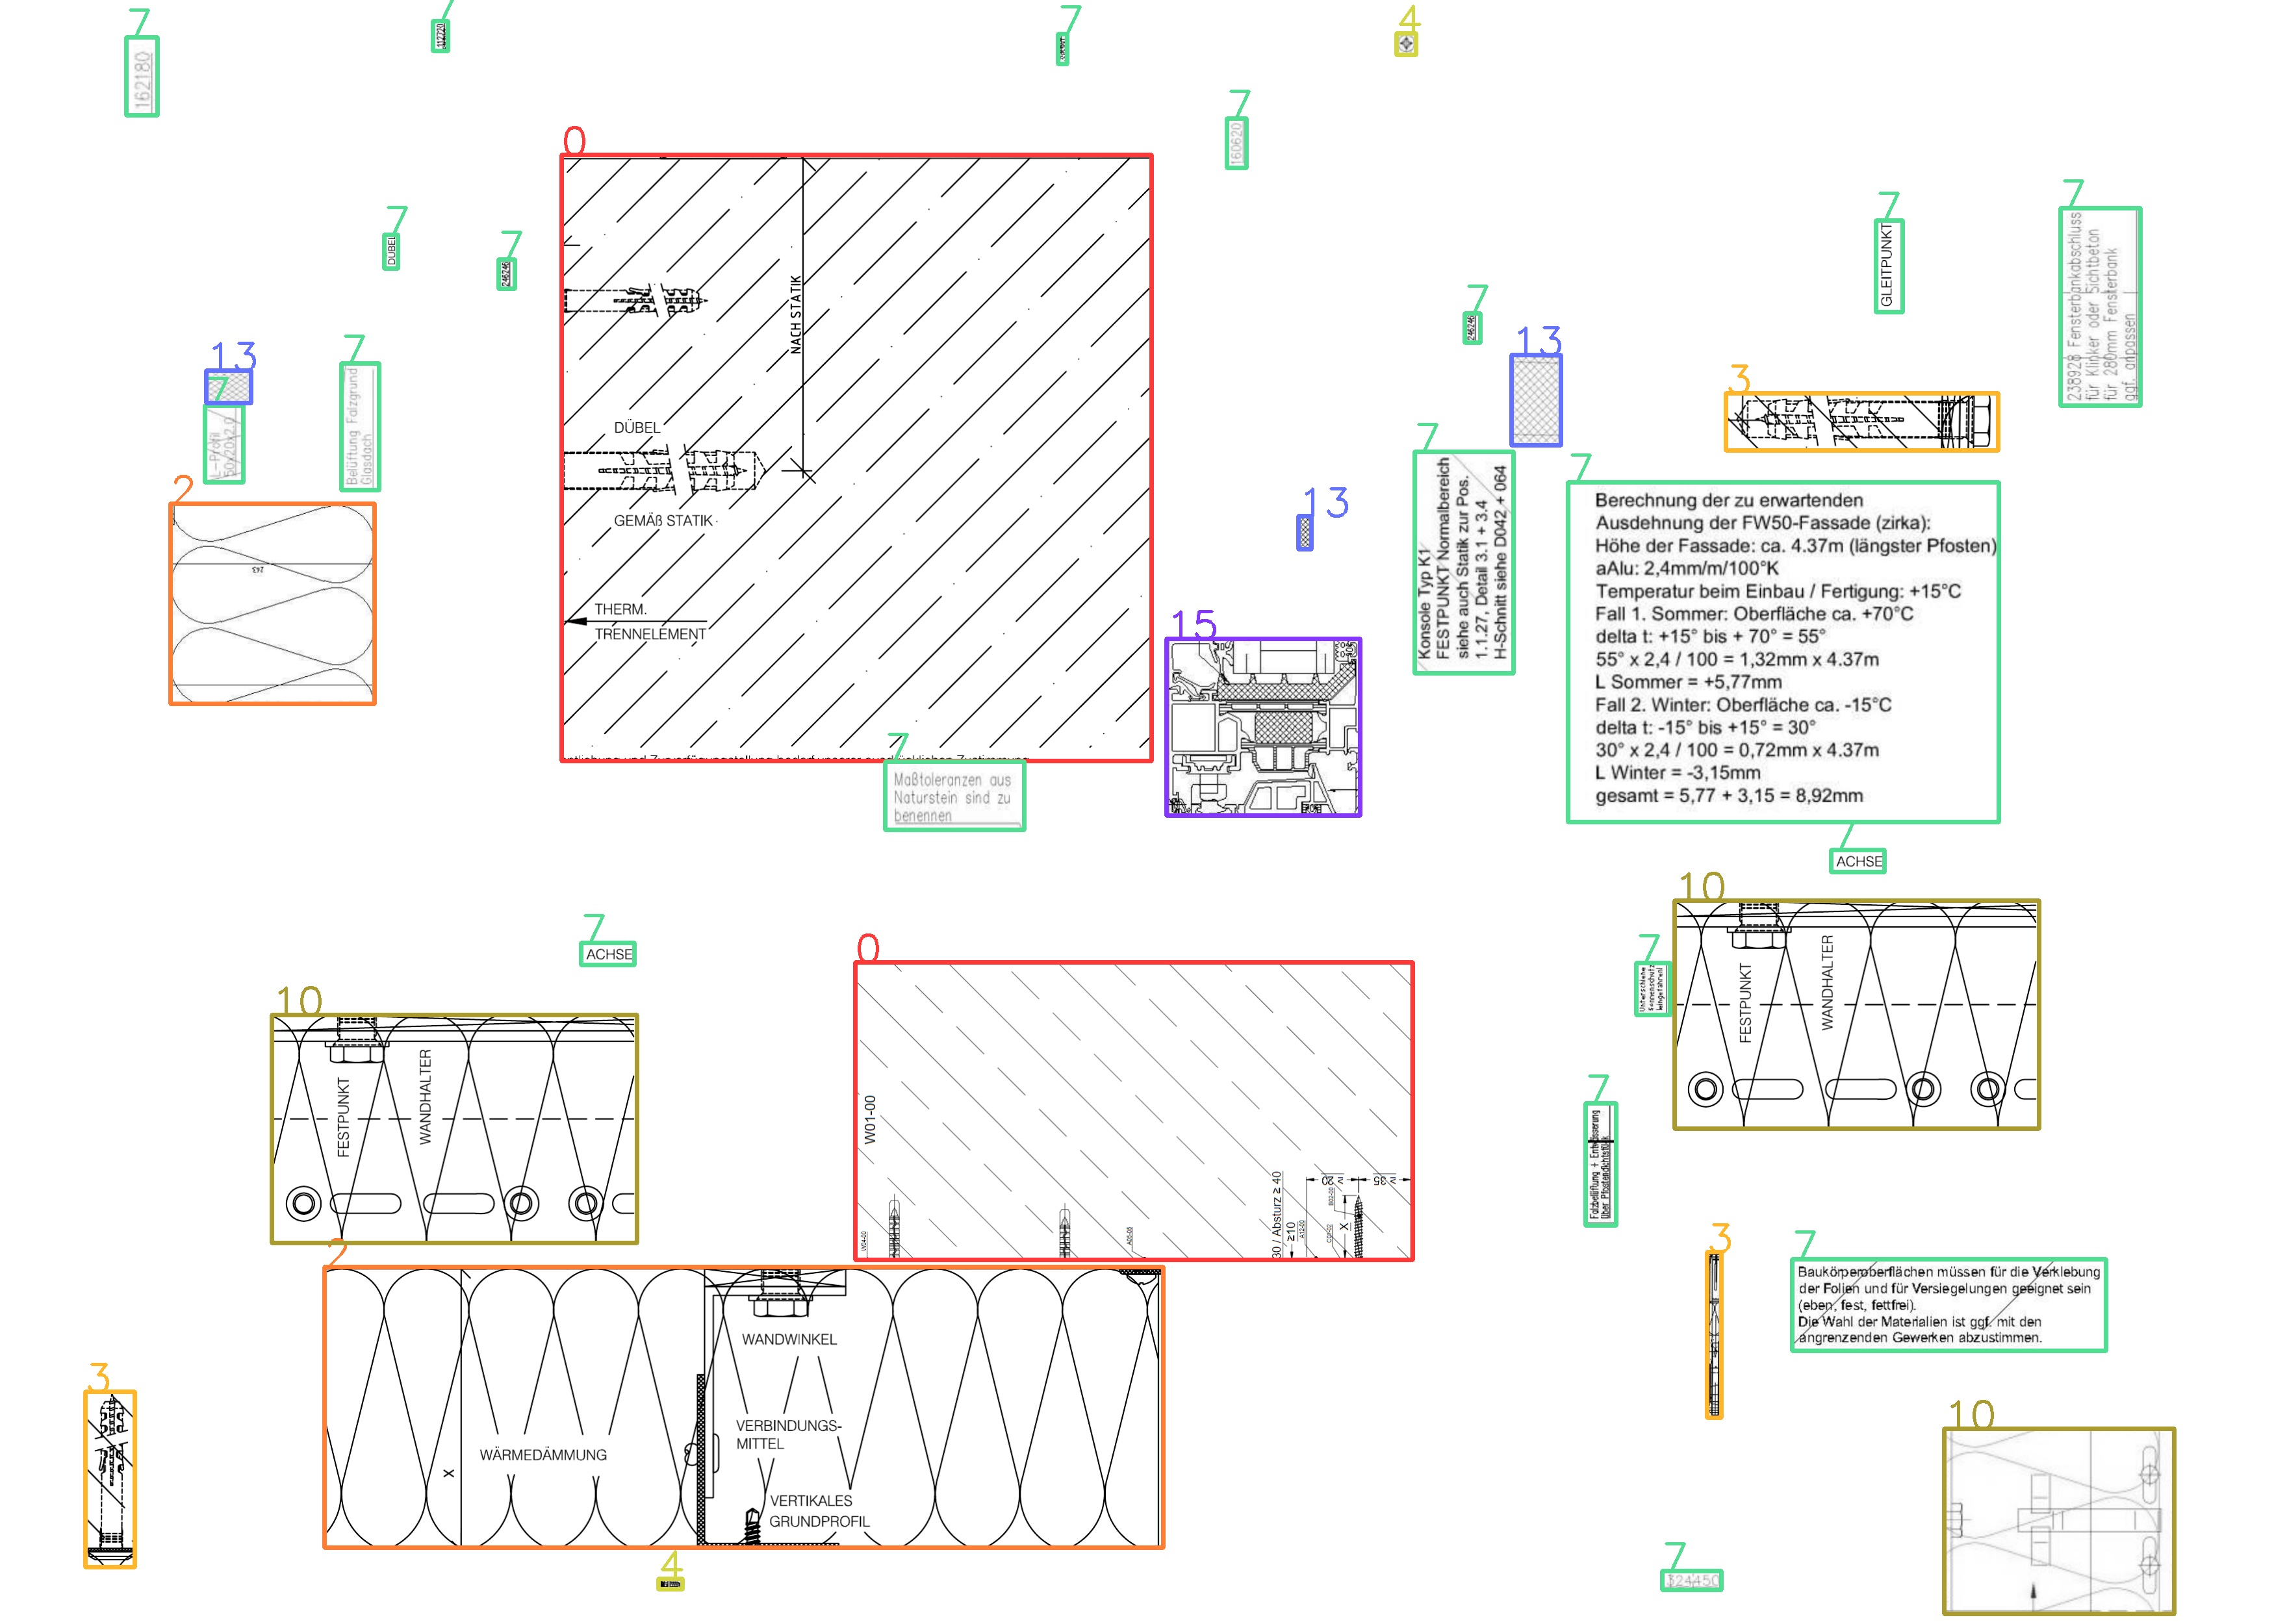 7
7
7
4
162180
112720
7
160620
0
7
7
7
7
7
DÜBEL
246246
GLEITPUNKT
238928 Fensterbankabschluss
für Klinker oder Sichtbeton
für 280mm Fensterbank
ggf. anpassen
NACH STATIK
7
246246
13
7
13
3
7
L-Profil
50x20x2.0
Belüftung Falzgrund
Glasdach
DÜBEL
GEMÄß STATIK
THERM.
TRENNELEMENT
2
243
13
7
Konsole Typ K1
FESTPUNKT Normalbereich
siehe auch Statik zur Pos.
1.1.27, Detail 3.1 + 3.4
H-Schnitt siehe D042 + 064
7
Berechnung der zu erwartenden
Ausdehnung der FW50-Fassade (zirka):
Höhe der Fassade: ca. 4.37m (längster Pfosten)
aAlu: 2,4mm/m/100°K
Temperatur beim Einbau / Fertigung: +15°C
Fall 1. Sommer: Oberfläche ca. +70°C
delta t: +15° bis + 70° = 55°
55° x 2,4 / 100 = 1,32mm x 4.37m
L Sommer = +5,77mm
Fall 2. Winter: Oberfläche ca. -15°C
delta t: -15° bis +15° = 30°
30° x 2,4 / 100 = 0,72mm x 4.37m
L Winter = -3,15mm
gesamt = 5,77 + 3,15 = 8,92mm
15
7
Maßtoleranzen aus
Naturstein sind zu
benennen
7
ACHSE
10
FESTPUNKT
WANDHALTER
7
ACHSE
0
7
10
FESTPUNKT
WANDHALTER
W01-00
30 / Absturz ≥ 40
≥10
X
≥ 35
7
Falzbelüftung + Entwässerung
über Pfostendichtstück
2
WANDWINKEL
VERBINDUNGS-
MITTEL
WÄRMEDÄMMUNG
X
VERTIKALES
GRUNDPROFIL
3
7
Baukörperoberflächen müssen für die Verklebung
der Folien und für Versiegelungen geeignet sein
(eben, fest, fettfrei).
Die Wahl der Materialien ist ggf. mit den
angrenzenden Gewerken abzustimmen.
3
10
4
7
324450